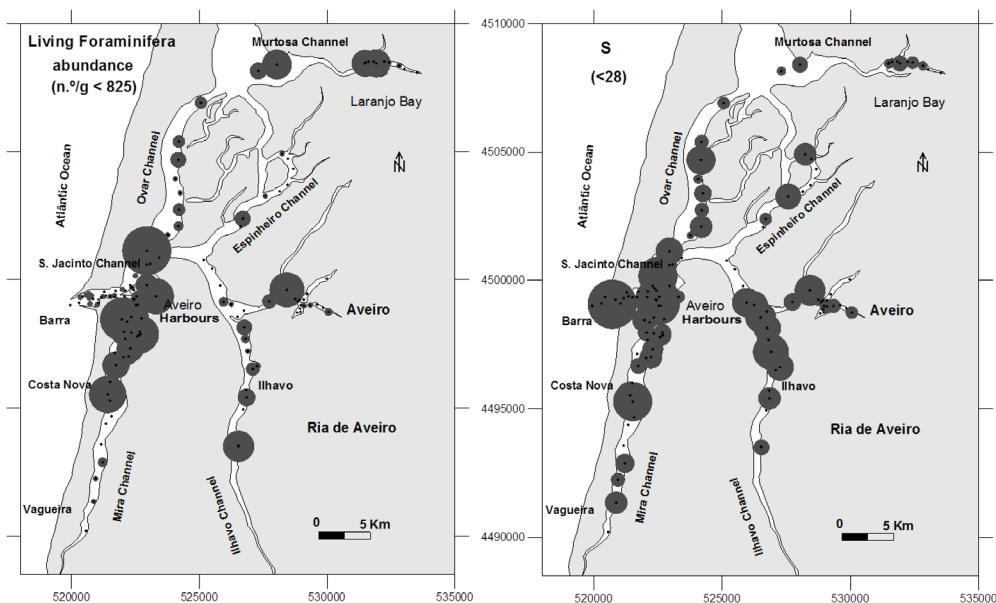 Living Foraminifera
abundance
(n.º/g < 825)
Murtosa Channel
Laranjo Bay
Atlântic Ocean
Ovar Channel
N
Espinheiro Channel
S. Jacinto Channel
Aveiro
Harbours
Barra
Aveiro
Costa Nova
Ilhavo
Ria de Aveiro
Mira Channel
Ilhavo Channel
Vagueira
0 5 Km
520000 525000 530000 535000
4510000
4505000
4500000
4495000
4490000
S
(<28)
Murtosa Channel
Laranjo Bay
Atlântic Ocean
Ovar Channel
N
Espinheiro Channel
S. Jacinto Channel
Aveiro
Harbours
Barra
Aveiro
Costa Nova
Ilhavo
Ria de Aveiro
Mira Channel
Ilhavo Channel
Vagueira
0 5 Km
520000 525000 530000 535000